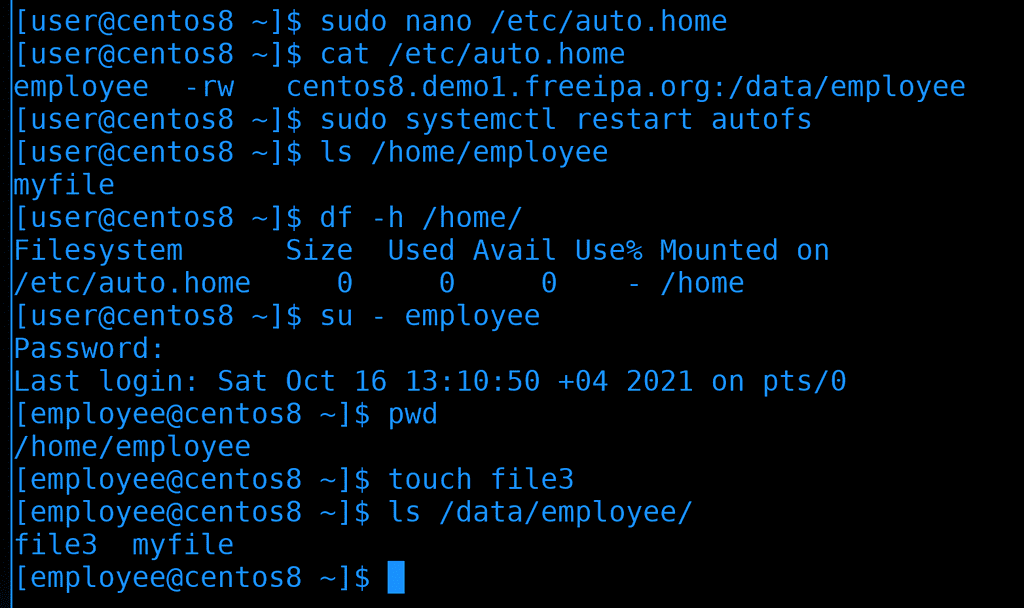 [user@centos8 ~]$ sudo nano /etc/auto.home
[user@centos8 ~]$ cat /etc/auto.home
employee  -rw   centos8.demo1.freeipa.org:/data/employee
[user@centos8 ~]$ sudo systemctl restart autofs
[user@centos8 ~]$ ls /home/employee
myfile
[user@centos8 ~]$ df -h /home/
Filesystem      Size  Used Avail Use% Mounted on
/etc/auto.home     0     0     0    - /home
[user@centos8 ~]$ su - employee
Password:
Last login: Sat Oct 16 13:10:50 +04 2021 on pts/0
[employee@centos8 ~]$ pwd
/home/employee
[employee@centos8 ~]$ touch file3
[employee@centos8 ~]$ ls /data/employee/
file3  myfile
[employee@centos8 ~]$